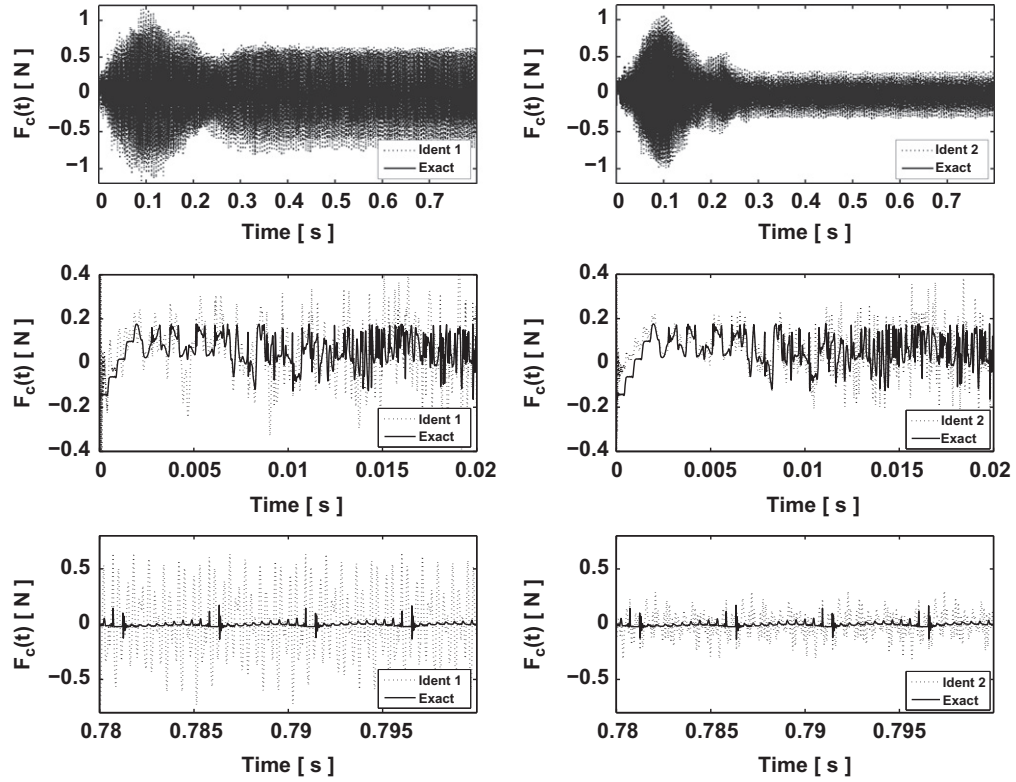 F_c(t) [ N ]
1
0.5
0
−0.5
−1
Ident 1
Exact
0 0.1 0.2 0.3 0.4 0.5 0.6 0.7
Time [ s ]
F_c(t) [ N ]
1
0.5
0
−0.5
−1
Ident 2
Exact
0 0.1 0.2 0.3 0.4 0.5 0.6 0.7
Time [ s ]
F_c(t) [ N ]
0.4
0.2
0
−0.2
−0.4
Ident 1
Exact
0 0.005 0.01 0.015 0.02
Time [ s ]
F_c(t) [ N ]
0.4
0.2
0
−0.2
−0.4
Ident 2
Exact
0 0.005 0.01 0.015 0.02
Time [ s ]
F_c(t) [ N ]
0.5
0
−0.5
Ident 1
Exact
0.78 0.785 0.79 0.795
Time [ s ]
F_c(t) [ N ]
0.5
0
−0.5
Ident 2
Exact
0.78 0.785 0.79 0.795
Time [ s ]